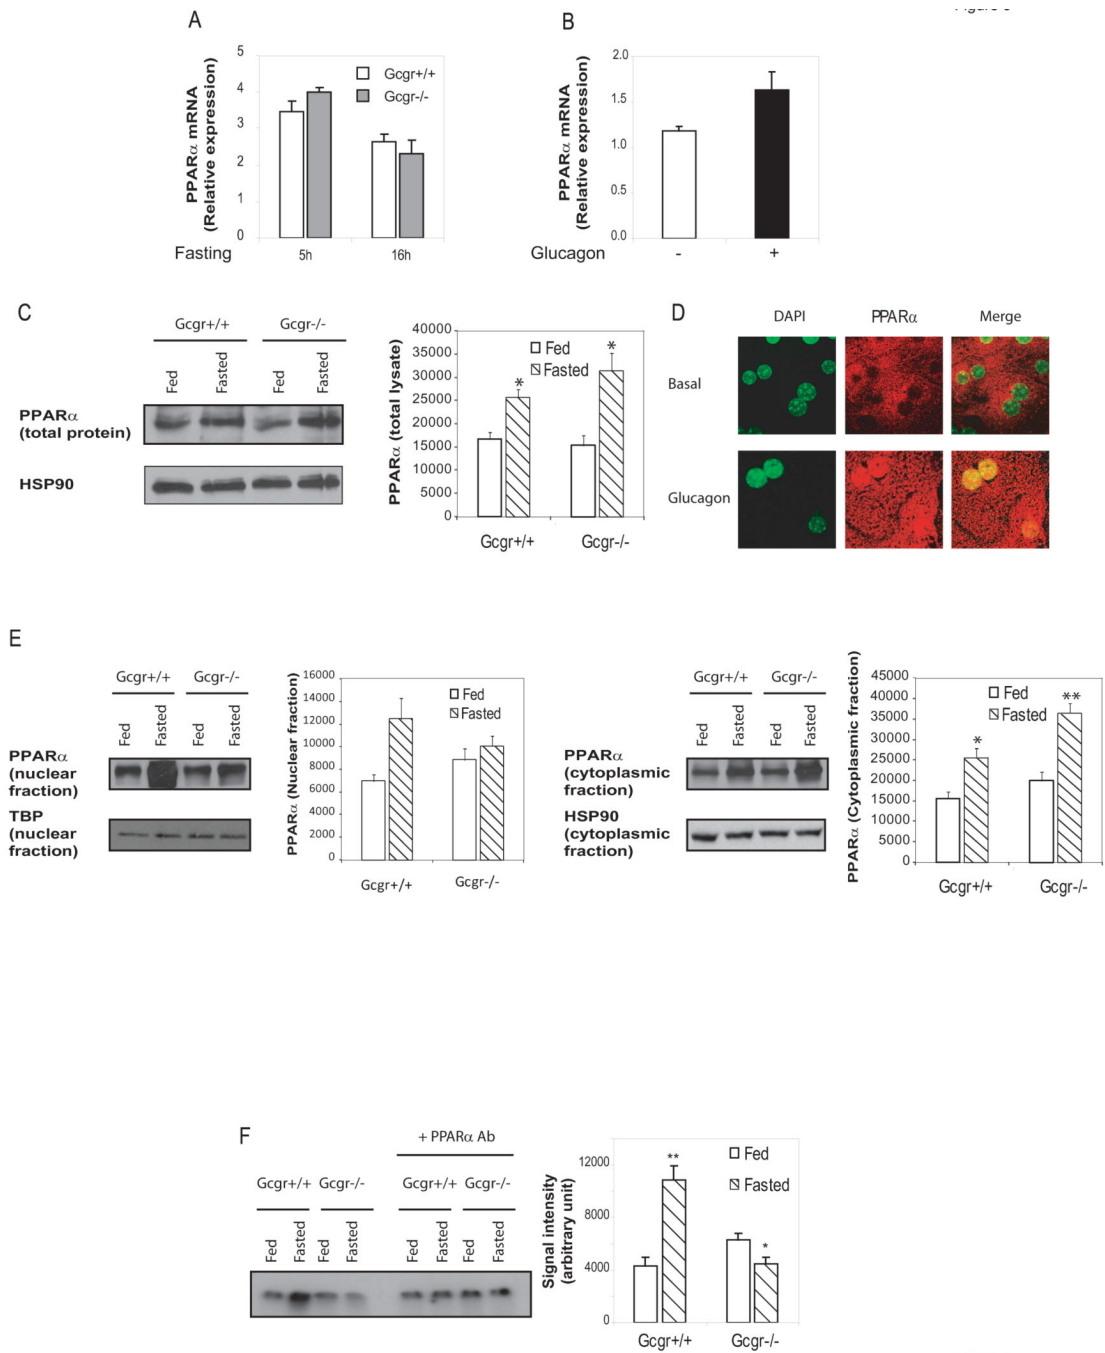 A
PPARα mRNA
(Relative expression)
5
4
3
2
1
0
Gcgr+/+
Gcgr-/-
Fasting
5h
16h
B
PPARα mRNA
(Relative expression)
2.0
1.5
1.0
0.5
0.0
Glucagon
-
+
C
Gcgr+/+
Gcgr-/-
Fed
Fasted
Fed
Fasted
PPARα
(total protein)
HSP90
PPARα (total lysate)
40000
35000
30000
25000
20000
15000
10000
5000
0
Fed
Fasted
*
*
Gcgr+/+
Gcgr-/-
D
DAPI
PPARα
Merge
Basal
Glucagon
E
Gcgr+/+
Gcgr-/-
Fed
Fasted
Fed
Fasted
PPARα
(nuclear
fraction)
TBP
(nuclear
fraction)
PPARα (Nuclear fraction)
16000
14000
12000
10000
8000
6000
4000
2000
0
Fed
Fasted
Gcgr+/+
Gcgr-/-
Gcgr+/+
Gcgr-/-
Fed
Fasted
Fed
Fasted
PPARα
(cytoplasmic
fraction)
HSP90
(cytoplasmic
fraction)
PPARα (Cytoplasmic fraction)
45000
40000
35000
30000
25000
20000
15000
10000
5000
0
Fed
Fasted
*
**
Gcgr+/+
Gcgr-/-
F
+ PPARα Ab
Gcgr+/+
Gcgr-/-
Gcgr+/+
Gcgr-/-
Fed
Fasted
Fed
Fasted
Fed
Fasted
Fed
Fasted
Signal intensity
(arbitrary unit)
12000
8000
4000
0
Fed
Fasted
**
*
Gcgr+/+
Gcgr-/-